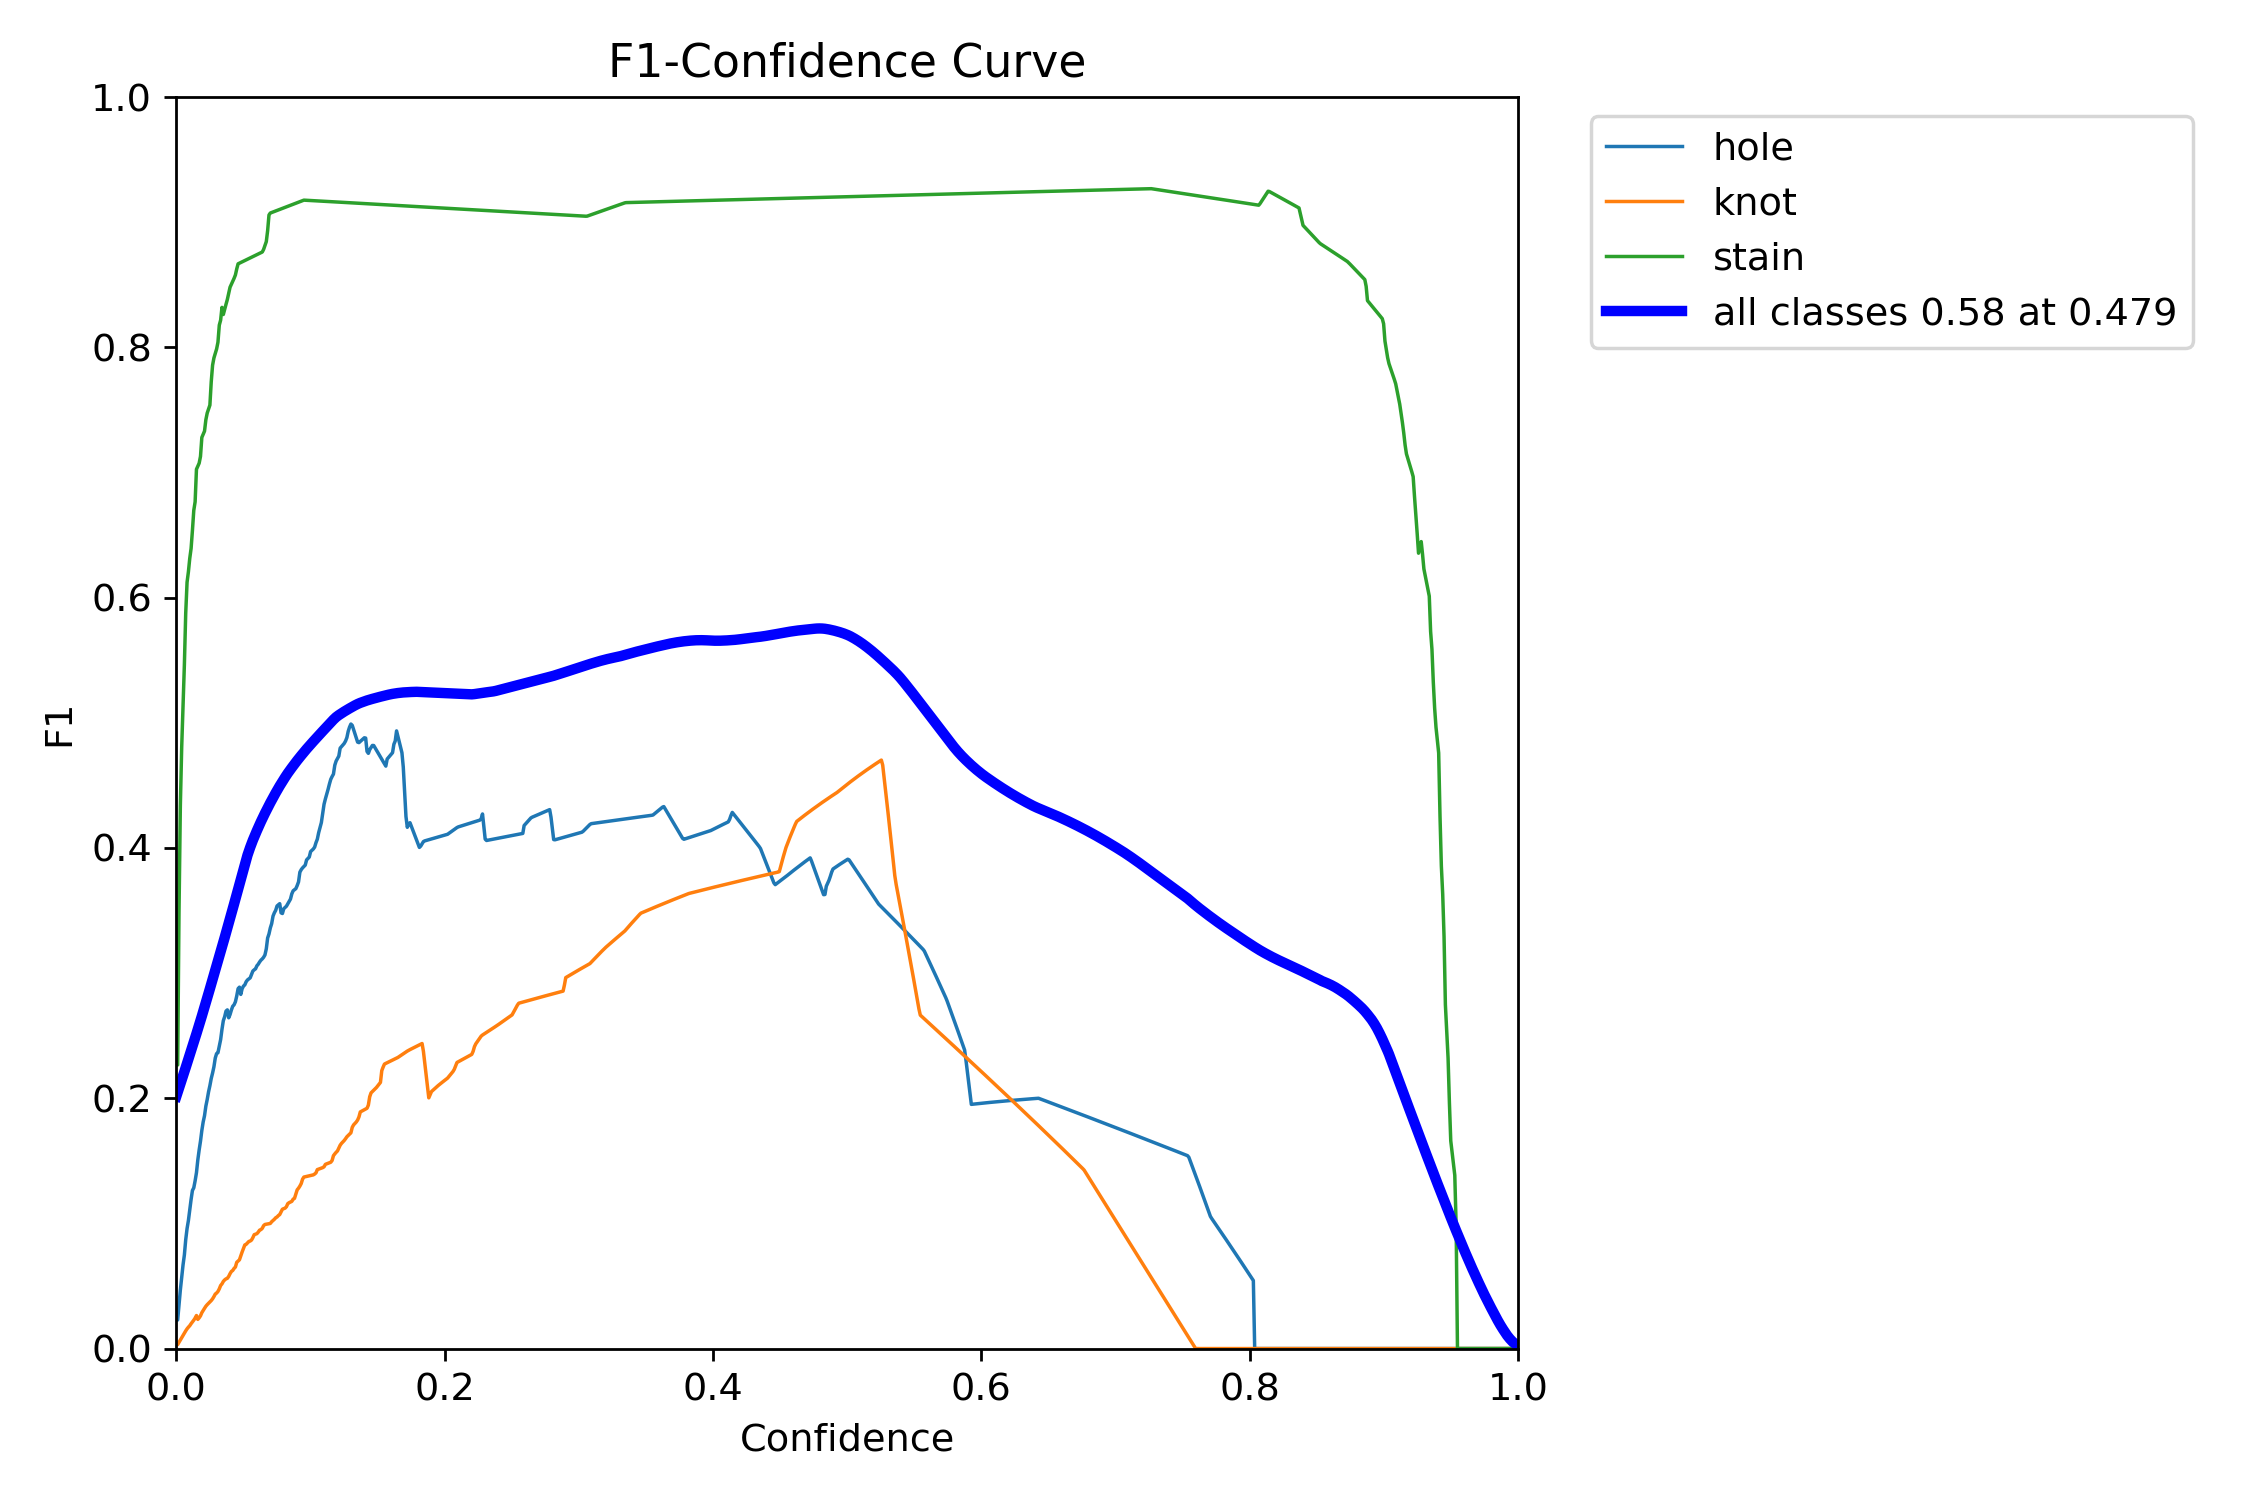 F1-Confidence Curve
1.0
0.8
0.6
0.4
0.2
0.0
F1
0.0 0.2 0.4 0.6 0.8 1.0
Confidence
hole
knot
stain
all classes 0.58 at 0.479